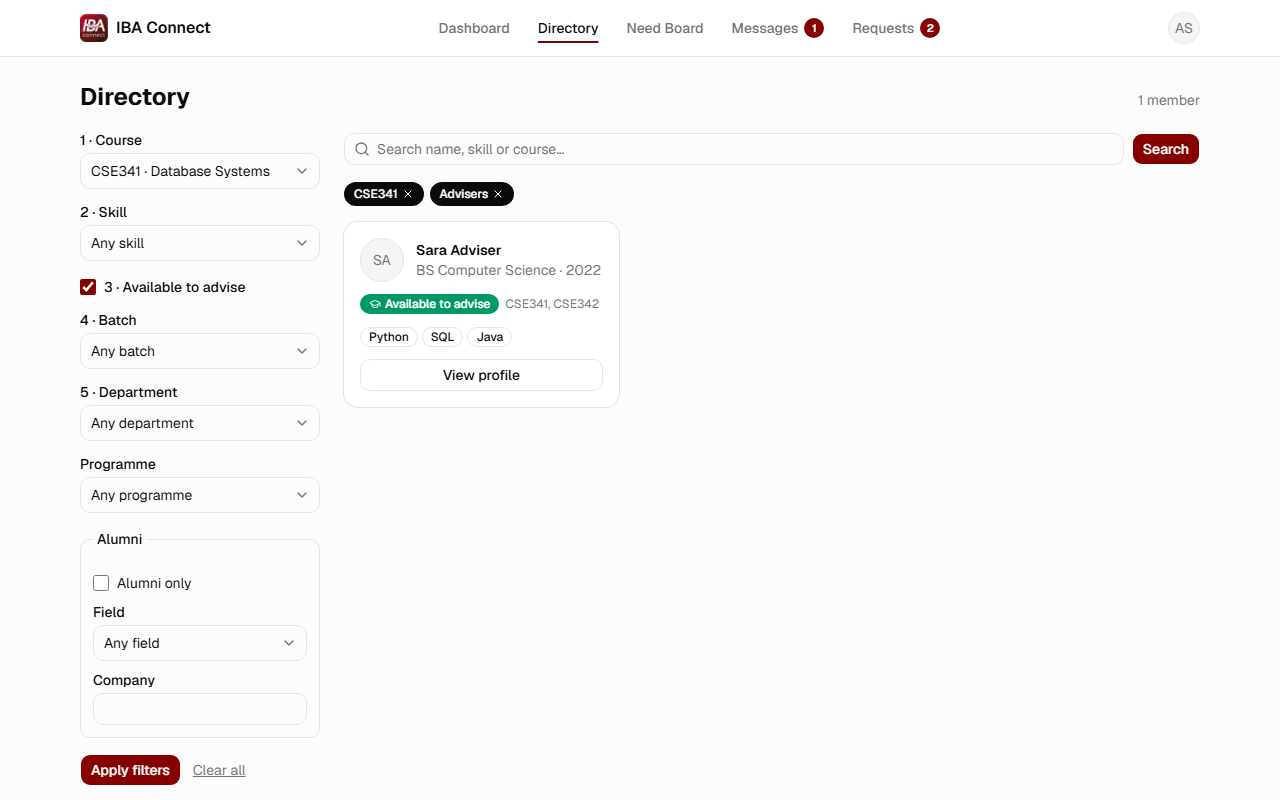 IBA connect
IBA Connect
Dashboard
Directory
Need Board
Messages 1
Requests 2
AS
Directory
1 member
1 · Course
CSE341 · Database Systems
2 · Skill
Any skill
3 · Available to advise
4 · Batch
Any batch
5 · Department
Any department
Programme
Any programme
Alumni
Alumni only
Field
Any field
Company
Apply filters
Clear all
Search name, skill or course…
Search
CSE341 ×
Advisers ×
SA
Sara Adviser
BS Computer Science · 2022
Available to advise
CSE341, CSE342
Python
SQL
Java
View profile